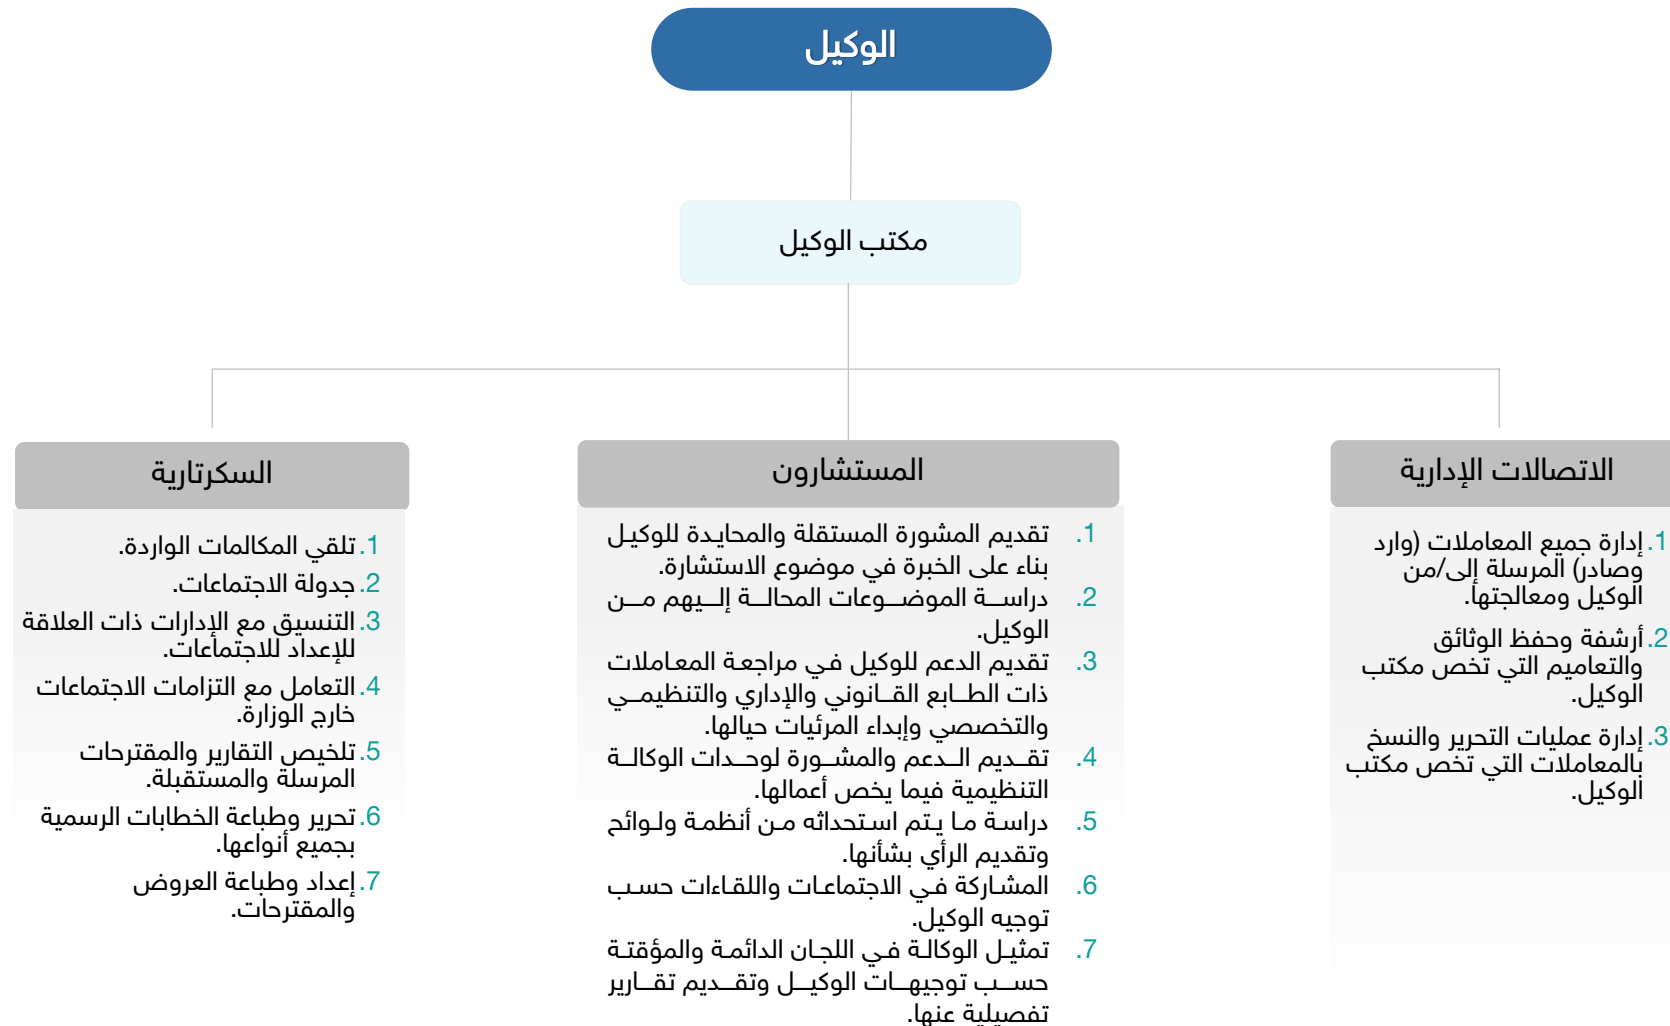 الوكيل
مكتب الوكيل
الاتصالات الإدارية
1. إدارة جميع المعاملات (وارد
وصادر) المرسلة إلى/من
الوكيل ومعالجتها.
2. أرشفة وحفظ الوثائق
والتعاميم التي تخص مكتب
الوكيل.
3. إدارة عمليات التحرير والنسخ
بالمعاملات التي تخص مكتب
الوكيل.
المستشارون
1. تقديم المشورة المستقلة والمحايدة للوكيل
بناء على الخبرة في موضوع الاستشارة.
2. دراسة الموضوعات المحالة إليهم من
الوكيل.
3. تقديم الدعم للوكيل في مراجعة المعاملات
ذات الطابع القانوني والإداري والتنظيمي
والتخصصي وإبداء المرئيات حيالها.
4. تقديم الدعم والمشورة لوحدات الوكالة
التنظيمية فيما يخص أعمالها.
5. دراسة ما يتم استحداثه من أنظمة ولوائح
وتقديم الرأي بشأنها.
6. المشاركة في الاجتماعات واللقاءات حسب
توجيه الوكيل.
7. تمثيل الوكالة في اللجان الدائمة والمؤقتة
حسب توجيهات الوكيل وتقديم تقارير
تفصيلية عنها.
السكرتارية
1. تلقي المكالمات الواردة.
2. جدولة الاجتماعات.
3. التنسيق مع الإدارات ذات العلاقة
للإعداد للاجتماعات.
4. التعامل مع التزامات الاجتماعات
خارج الوزارة.
5. تلخيص التقارير والمقترحات
المرسلة والمستقبلة.
6. تحرير وطباعة الخطابات الرسمية
بجميع أنواعها.
7. إعداد وطباعة العروض
والمقترحات.